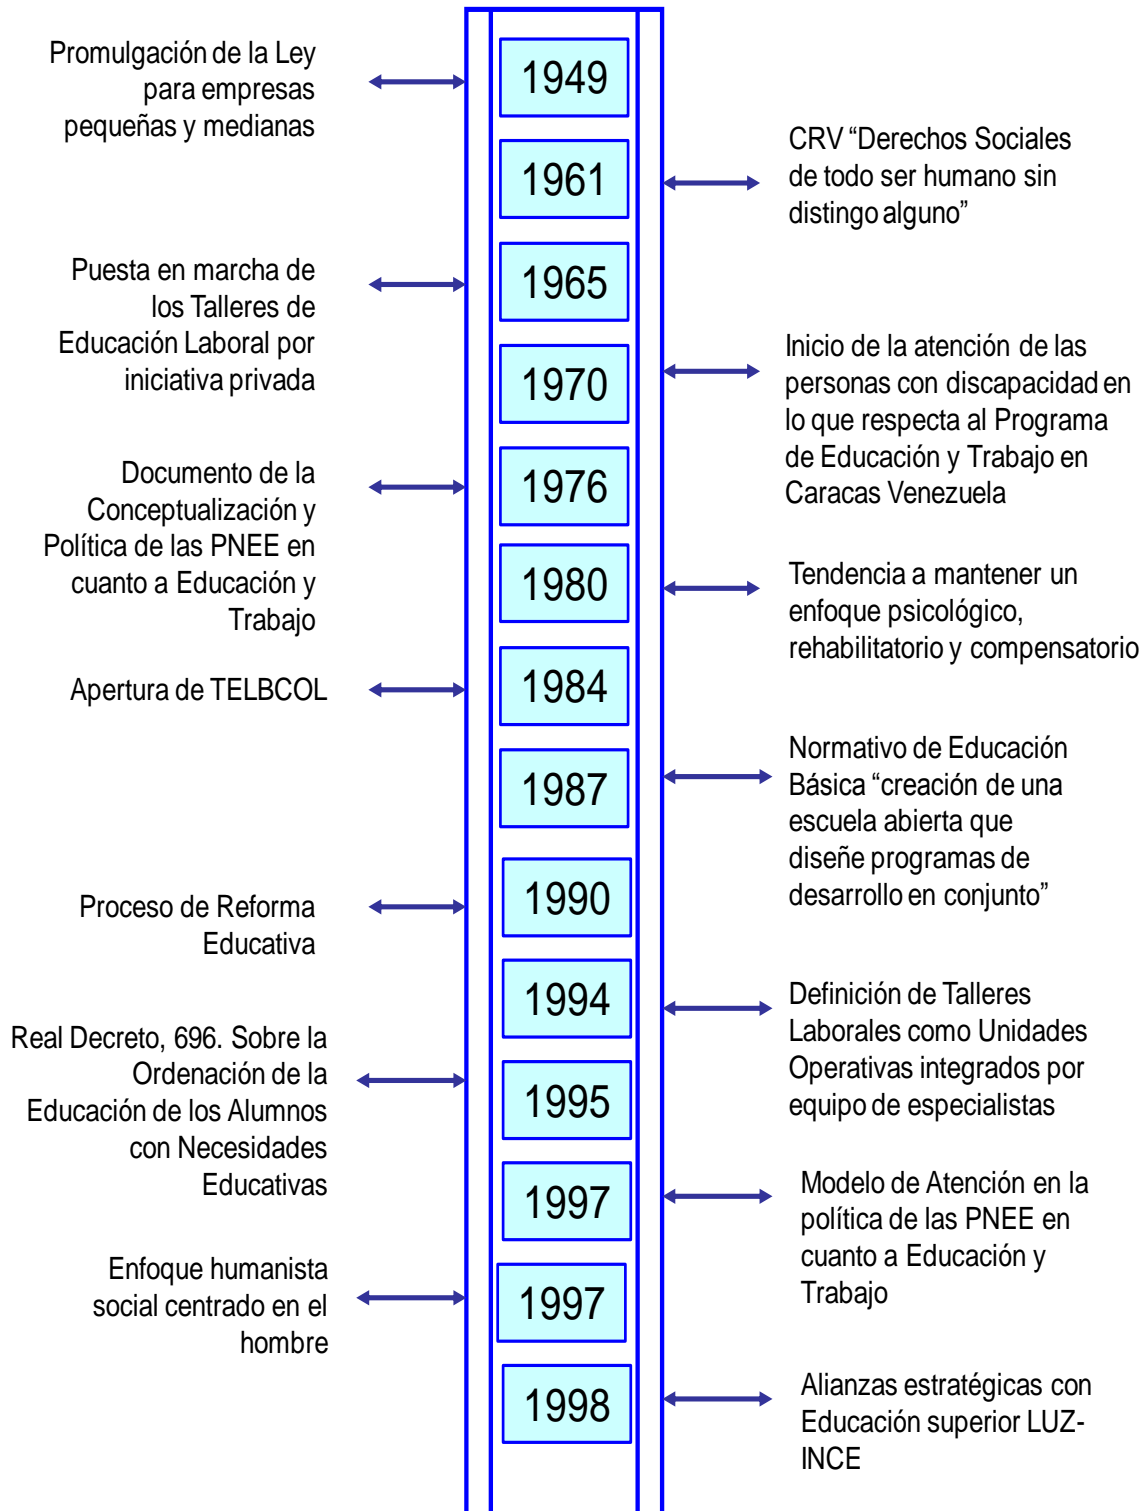 Promulgación de la Ley
para empresas
pequeñas y medianas
1949
1961
CRV “Derechos Sociales
de todo ser humano sin
distingo alguno”
Puesta en marcha de
los Talleres de
Educación Laboral por
iniciativa privada
1965
1970
Inicio de la atención de las
personas con discapacidad en
lo que respecta al Programa
de Educación y Trabajo en
Caracas Venezuela
Documento de la
Conceptualización y
Política de las PNEE en
cuanto a Educación y
Trabajo
1976
1980
Tendencia a mantener un
enfoque psicológico,
rehabilitatorio y compensatorio
Apertura de TELBCOL
1984
1987
Normativo de Educación
Básica “creación de una
escuela abierta que
diseñe programas de
desarrollo en conjunto”
Proceso de Reforma
Educativa
1990
1994
Definición de Talleres
Laborales como Unidades
Operativas integrados por
equipo de especialistas
Real Decreto, 696. Sobre la
Ordenación de la
Educación de los Alumnos
con Necesidades
Educativas
1995
1997
Modelo de Atención en la
política de las PNEE en
cuanto a Educación y
Trabajo
Enfoque humanista
social centrado en el
hombre
1997
1998
Alianzas estratégicas con
Educación superior LUZ-
INCE